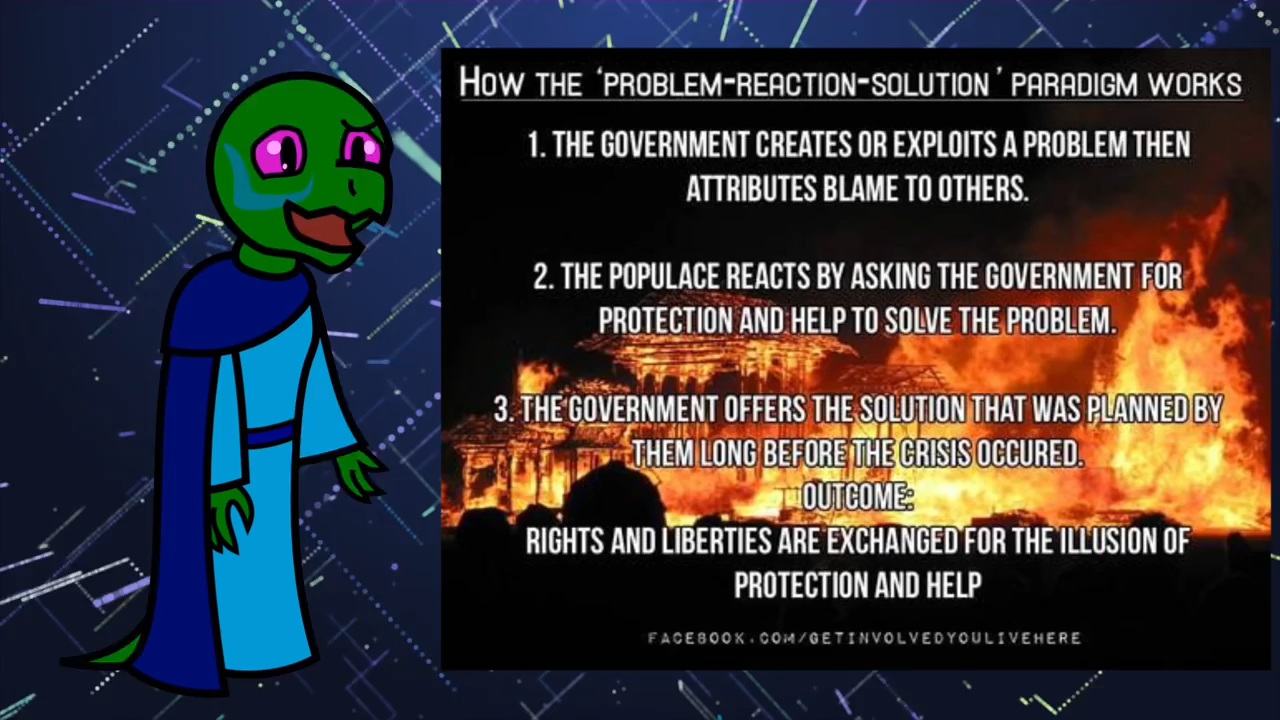 HOW THE ‘PROBLEM-REACTION-SOLUTION’ PARADIGM WORKS
1. THE GOVERNMENT CREATES OR EXPLOITS A PROBLEM THEN
ATTRIBUTES BLAME TO OTHERS.
2. THE POPULACE REACTS BY ASKING THE GOVERNMENT FOR
PROTECTION AND HELP TO SOLVE THE PROBLEM.
3. THE GOVERNMENT OFFERS THE SOLUTION THAT WAS PLANNED BY
THEM LONG BEFORE THE CRISIS OCCURED.
OUTCOME:
RIGHTS AND LIBERTIES ARE EXCHANGED FOR THE ILLUSION OF
PROTECTION AND HELP
FACEBOOK.COM/GETINVOLVEDYOULIVEHERE